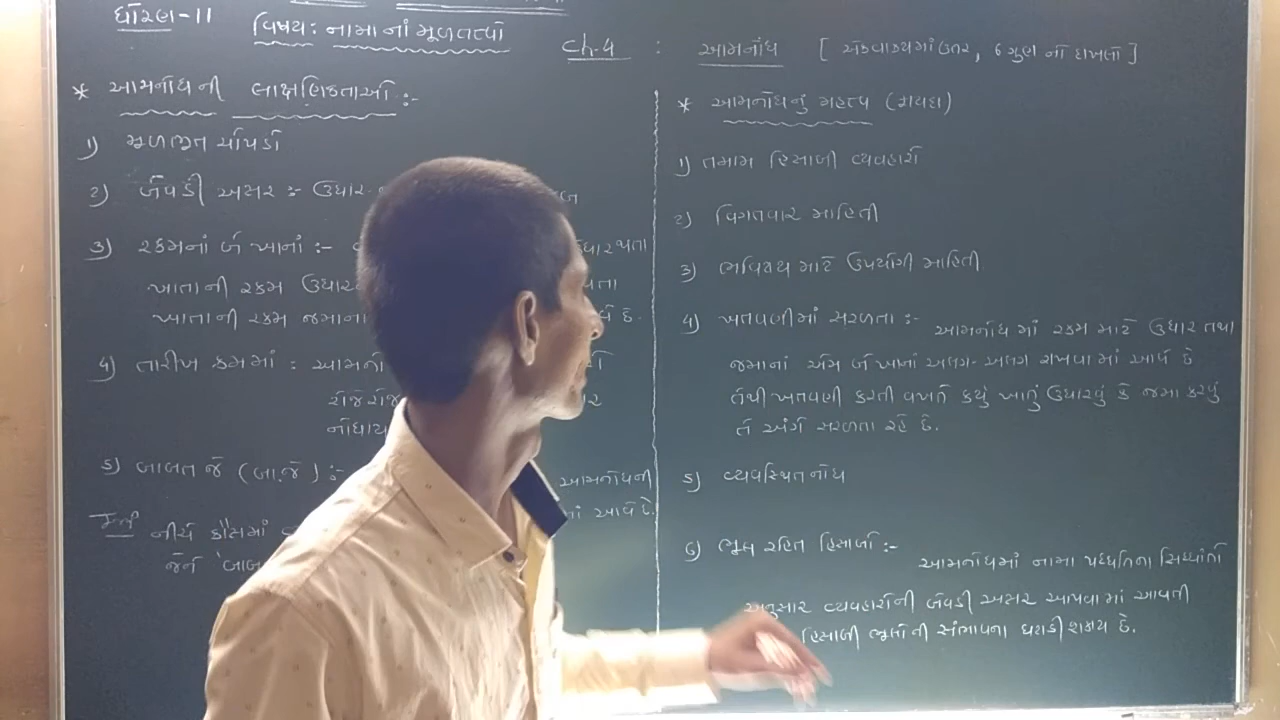 ધોરણ-11
વિષય: નામાનાં મૂળતત્વો
Ch-4 : આમનોંધ [ એકવાક્યમાં ઉતર, 6 ગુણ નો દાખલો ]
* આમનોંધ ની લાક્ષણિકતાઓ :-
1) મૂળભૂત ચોપડો
2) બેવડી અસર :- ઉધાર-
3) રકમનાં બે ખાનાં :- ઉધાર થતા
ખાતાની રકમ
ખાતાની રકમ જમાના છે.
4) તારીખ ક્રમમાં :
રોજેરોજ
નોંધાય
5) બાબત જે (બા.જે) :- આમનોંધની
નીચે કૌંસમાં આવે છે.
જેને 'બાબ
* આમનોંધનું મહત્વ (ફાયદા)
1) તમામ હિસાબી વ્યવહારો
2) વિગતવાર માહિતી
3) ભવિષ્ય માટે ઉપયોગી માહિતી
4) ખતવણીમાં સરળતા :- આમનોંધ માં રકમ માટે ઉધાર તથા
જમાનાં એમ બે ખાનાં અલગ-અલગ રાખવામાં આવે છે
તેથી ખતવણી કરતી વખતે કયું ખાતું ઉધારવું કે જમા કરવું
તે અંગે સરળતા રહે છે.
5) વ્યવસ્થિત નોંધ
6) ભૂલ રહિત હિસાબો :- આમનોંધમાં નામા પદ્ધતિના સિધ્ધાંતો
અનુસાર વ્યવહારોની બેવડી અસર આપવામાં આવતી
હિસાબી ભૂલો ની સંભાવના ઘટાડી શકાય છે.